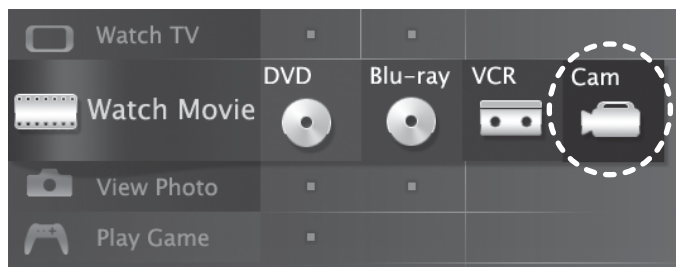 Watch TV
DVD Blu-ray VCR Cam
Watch Movie
View Photo
Play Game